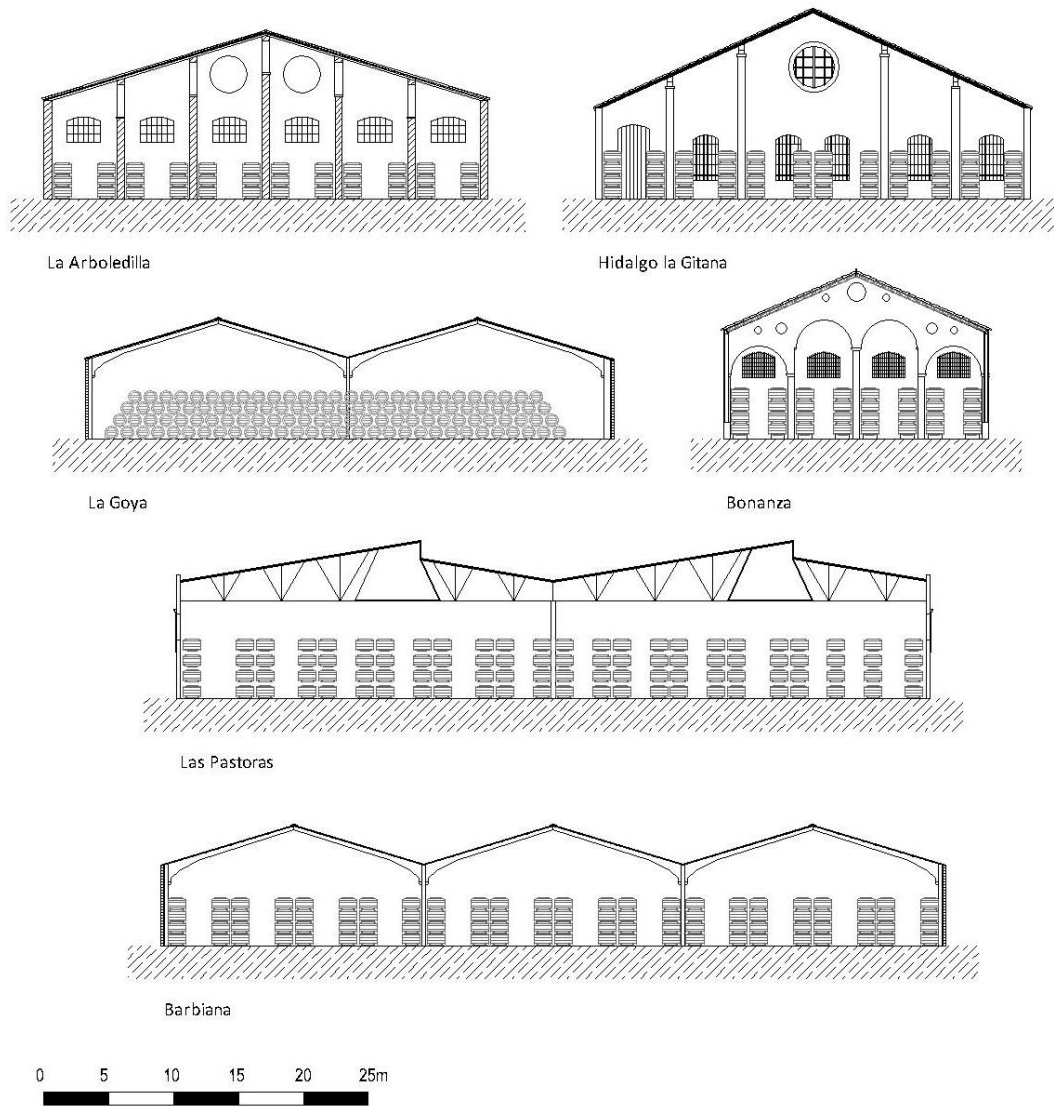 La Arboledilla
Hidalgo la Gitana
La Goya
Bonanza
Las Pastoras
Barbiana
0 5 10 15 20 25m